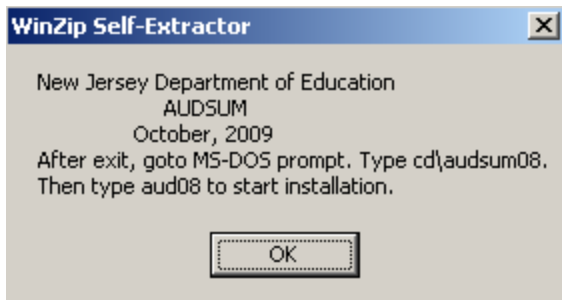 WinZip Self-Extractor
New Jersey Department of Education
AUDSUM
October, 2009
After exit, goto MS-DOS prompt. Type cd\audsum08.
Then type aud08 to start installation.
OK